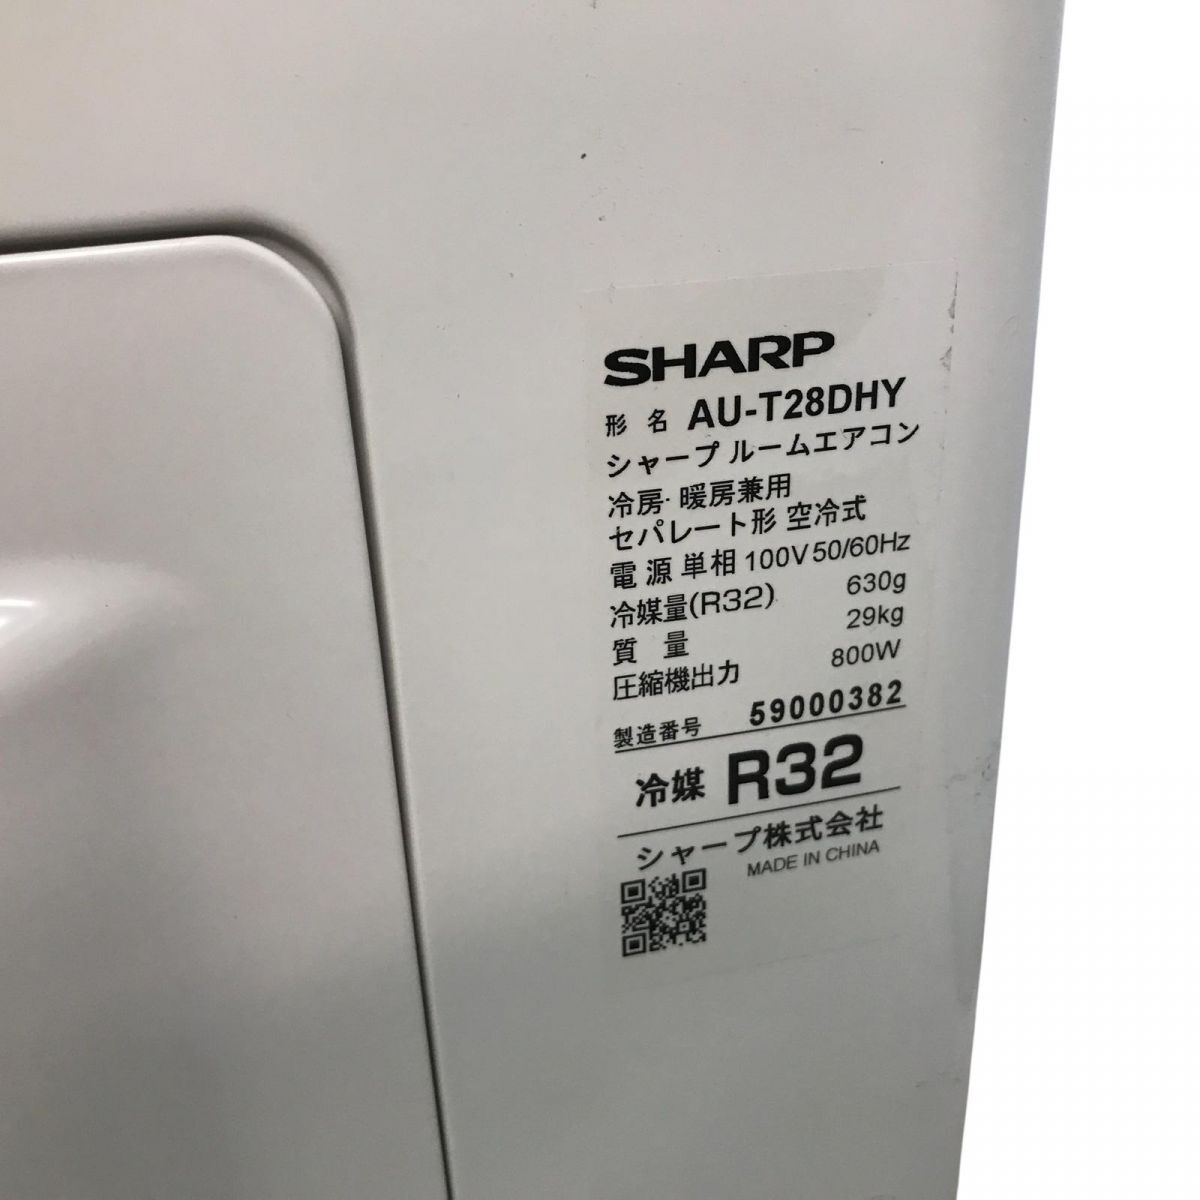 SHARP
形名 AU-T28DHY
シャープ ルームエアコン
冷房・暖房兼用
セパレート形 空冷式
電源 単相 100V 50/60Hz
冷媒量(R32) 630g
質量 29kg
圧縮機出力 800W
製造番号 59000382
冷媒 R32
シャープ株式会社
MADE IN CHINA